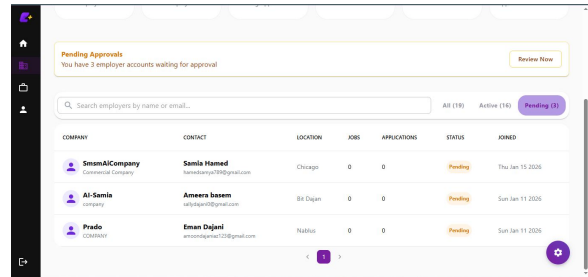 Pending Approvals
You have 3 employer accounts waiting for approval
Review Now
Search employers by name or email...
All (19) Active (16) Pending (3)
COMPANY CONTACT LOCATION JOBS APPLICATIONS STATUS JOINED
SmsmAiCompany Samia Hamed Chicago 0 0 Pending Thu Jan 15 2026
Commercial Company hamedsamya789@gmail.com
Al-Samia Ameera basem Bit Dajan 0 0 Pending Sun Jan 11 2026
company sallydajani0@gmail.com
Prado Eman Dajani Nablus 0 0 Pending Sun Jan 11 2026
COMPANY
1